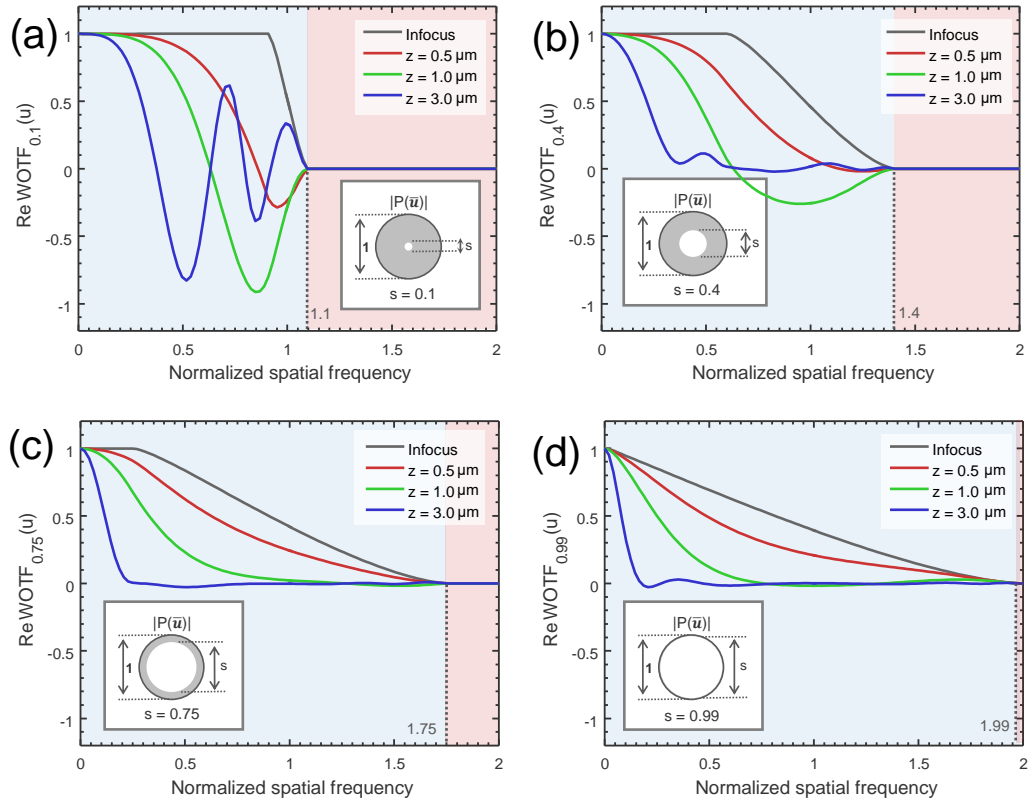 (a)
Re WOTF0.1(u)
1
0.5
0
-0.5
-1
Infocus
z = 0.5 µm
z = 1.0 µm
z = 3.0 µm
|P(ū)|
1
s
s = 0.1
1.1
0 0.5 1 1.5 2
Normalized spatial frequency
(b)
Re WOTF0.4(u)
1
0.5
0
-0.5
-1
Infocus
z = 0.5 µm
z = 1.0 µm
z = 3.0 µm
|P(ū)|
1
s
s = 0.4
1.4
0 0.5 1 1.5 2
Normalized spatial frequency
(c)
Re WOTF0.75(u)
1
0.5
0
-0.5
-1
Infocus
z = 0.5 µm
z = 1.0 µm
z = 3.0 µm
|P(ū)|
1
s
s = 0.75
1.75
0 0.5 1 1.5 2
Normalized spatial frequency
(d)
Re WOTF0.99(u)
1
0.5
0
-0.5
-1
Infocus
z = 0.5 µm
z = 1.0 µm
z = 3.0 µm
|P(ū)|
1
s
s = 0.99
1.99
0 0.5 1 1.5 2
Normalized spatial frequency